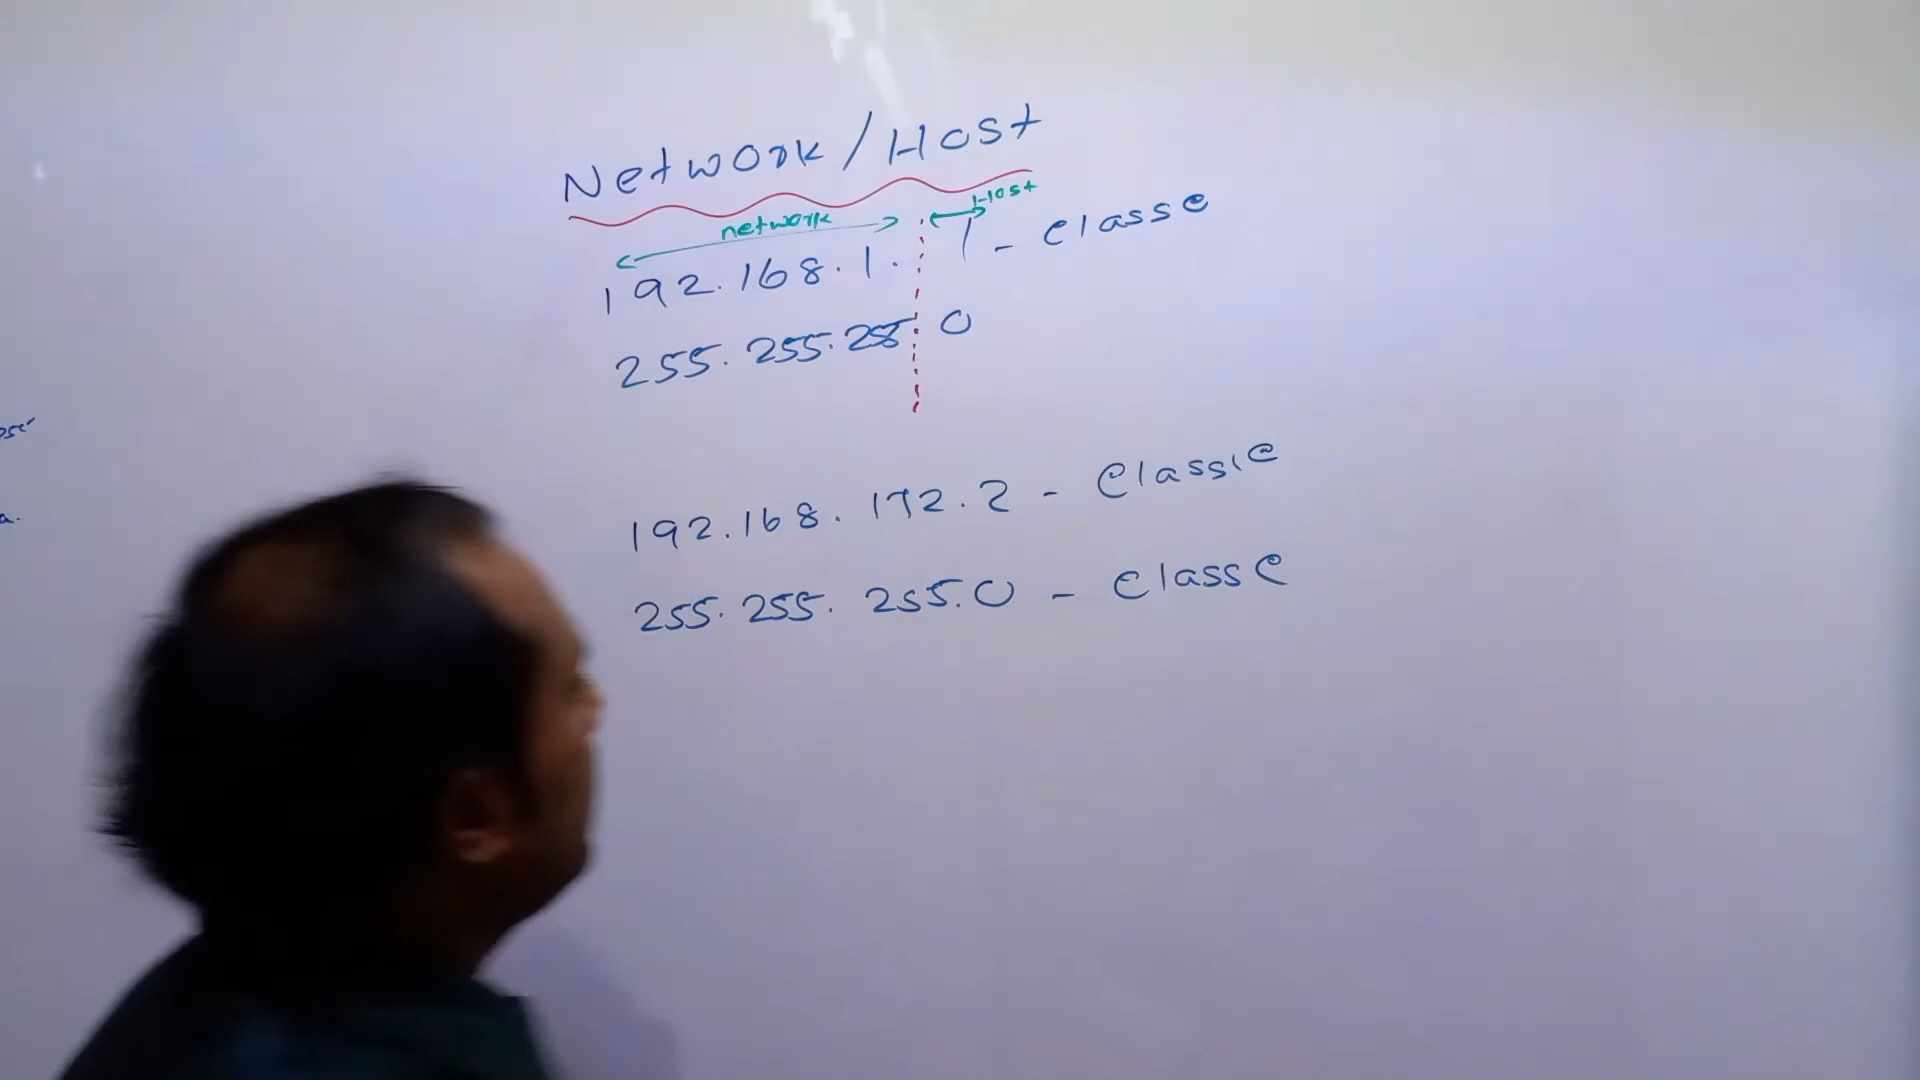 Network/Host
network Host
192.168.1. 1 - class c
255.255.255. 0
192.168. 172.2 - class c
255.255. 255.0 - class c